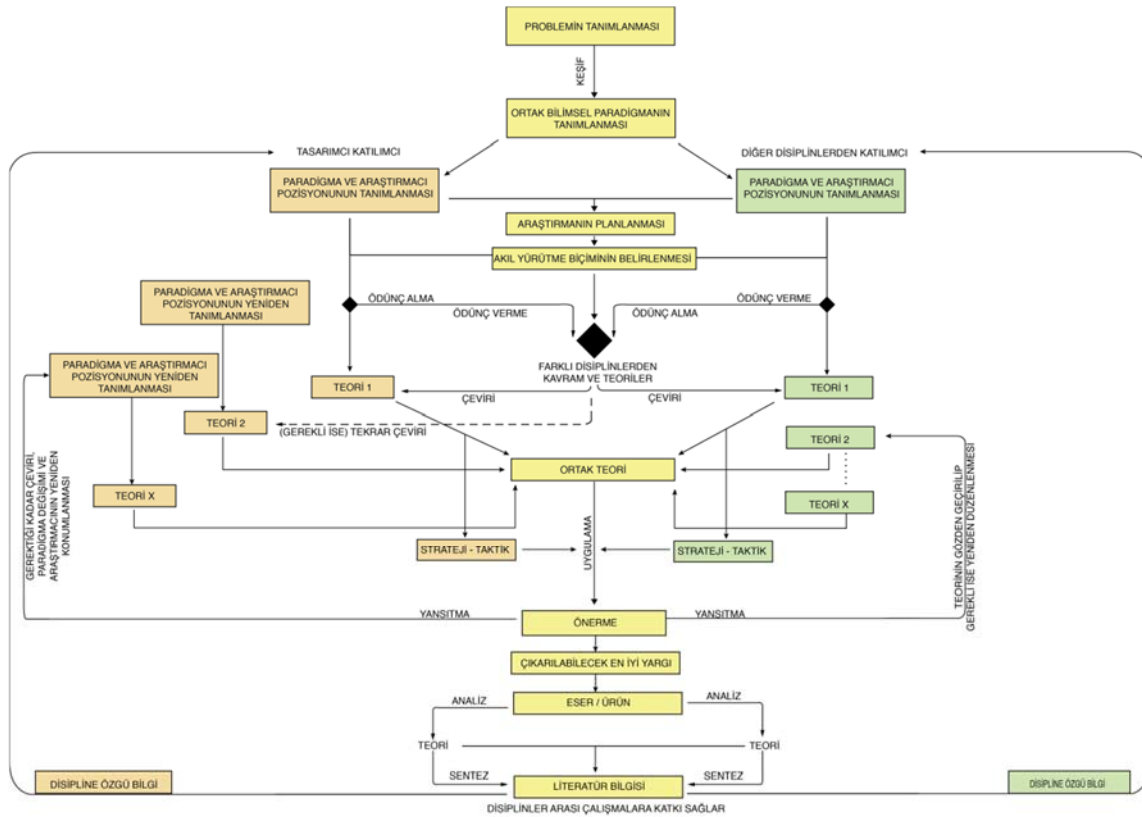 PROBLEMİN TANIMLANMASI
KEŞİF
ORTAK BİLİMSEL PARADİGMANIN
TANIMLANMASI
TASARIMCI KATILIMCI
DİĞER DİSİPLİNLERDEN KATILIMCI
PARADİGMA VE ARAŞTIRMACI
POZİSYONUNUN TANIMLANMASI
PARADİGMA VE ARAŞTIRMACI
POZİSYONUNUN TANIMLANMASI
ARAŞTIRMANIN PLANLANMASI
AKIL YÜRÜTME BİÇİMİNİN BELİRLENMESİ
PARADİGMA VE ARAŞTIRMACI
POZİSYONUNUN YENİDEN
TANIMLANMASI
ÖDÜNÇ ALMA
ÖDÜNÇ VERME
ÖDÜNÇ VERME
ÖDÜNÇ ALMA
PARADİGMA VE ARAŞTIRMACI
POZİSYONUNUN YENİDEN
TANIMLANMASI
FARKLI DİSİPLİNLERDEN
KAVRAM VE TEORİLER
TEORİ 1
ÇEVİRİ
ÇEVİRİ
TEORİ 1
TEORİ 2
(GEREKLİ İSE) TEKRAR ÇEVİRİ
TEORİ 2
ORTAK TEORİ
TEORİ X
TEORİ X
GEREKTİĞİ KADAR ÇEVİRİ,
PARADİGMA DEĞİŞİMİ VE
ARAŞTIRMACININ YENİDEN
KONUMLANMASI
STRATEJİ - TAKTİK
UYGULAMA
STRATEJİ - TAKTİK
TEORİNİN GÖZDEN GEÇİRİLİP
GEREKLİ İSE YENİDEN DÜZENLENMESİ
YANSITMA
ÖNERME
YANSITMA
ÇIKARILABİLECEK EN İYİ YARGI
ANALİZ
ESER / ÜRÜN
ANALİZ
TEORİ
TEORİ
SENTEZ
SENTEZ
DİSİPLİNE ÖZGÜ BİLGİ
LİTERATÜR BİLGİSİ
DİSİPLİNE ÖZGÜ BİLGİ
DİSİPLİNLER ARASI ÇALIŞMALARA KATKI SAĞLAR